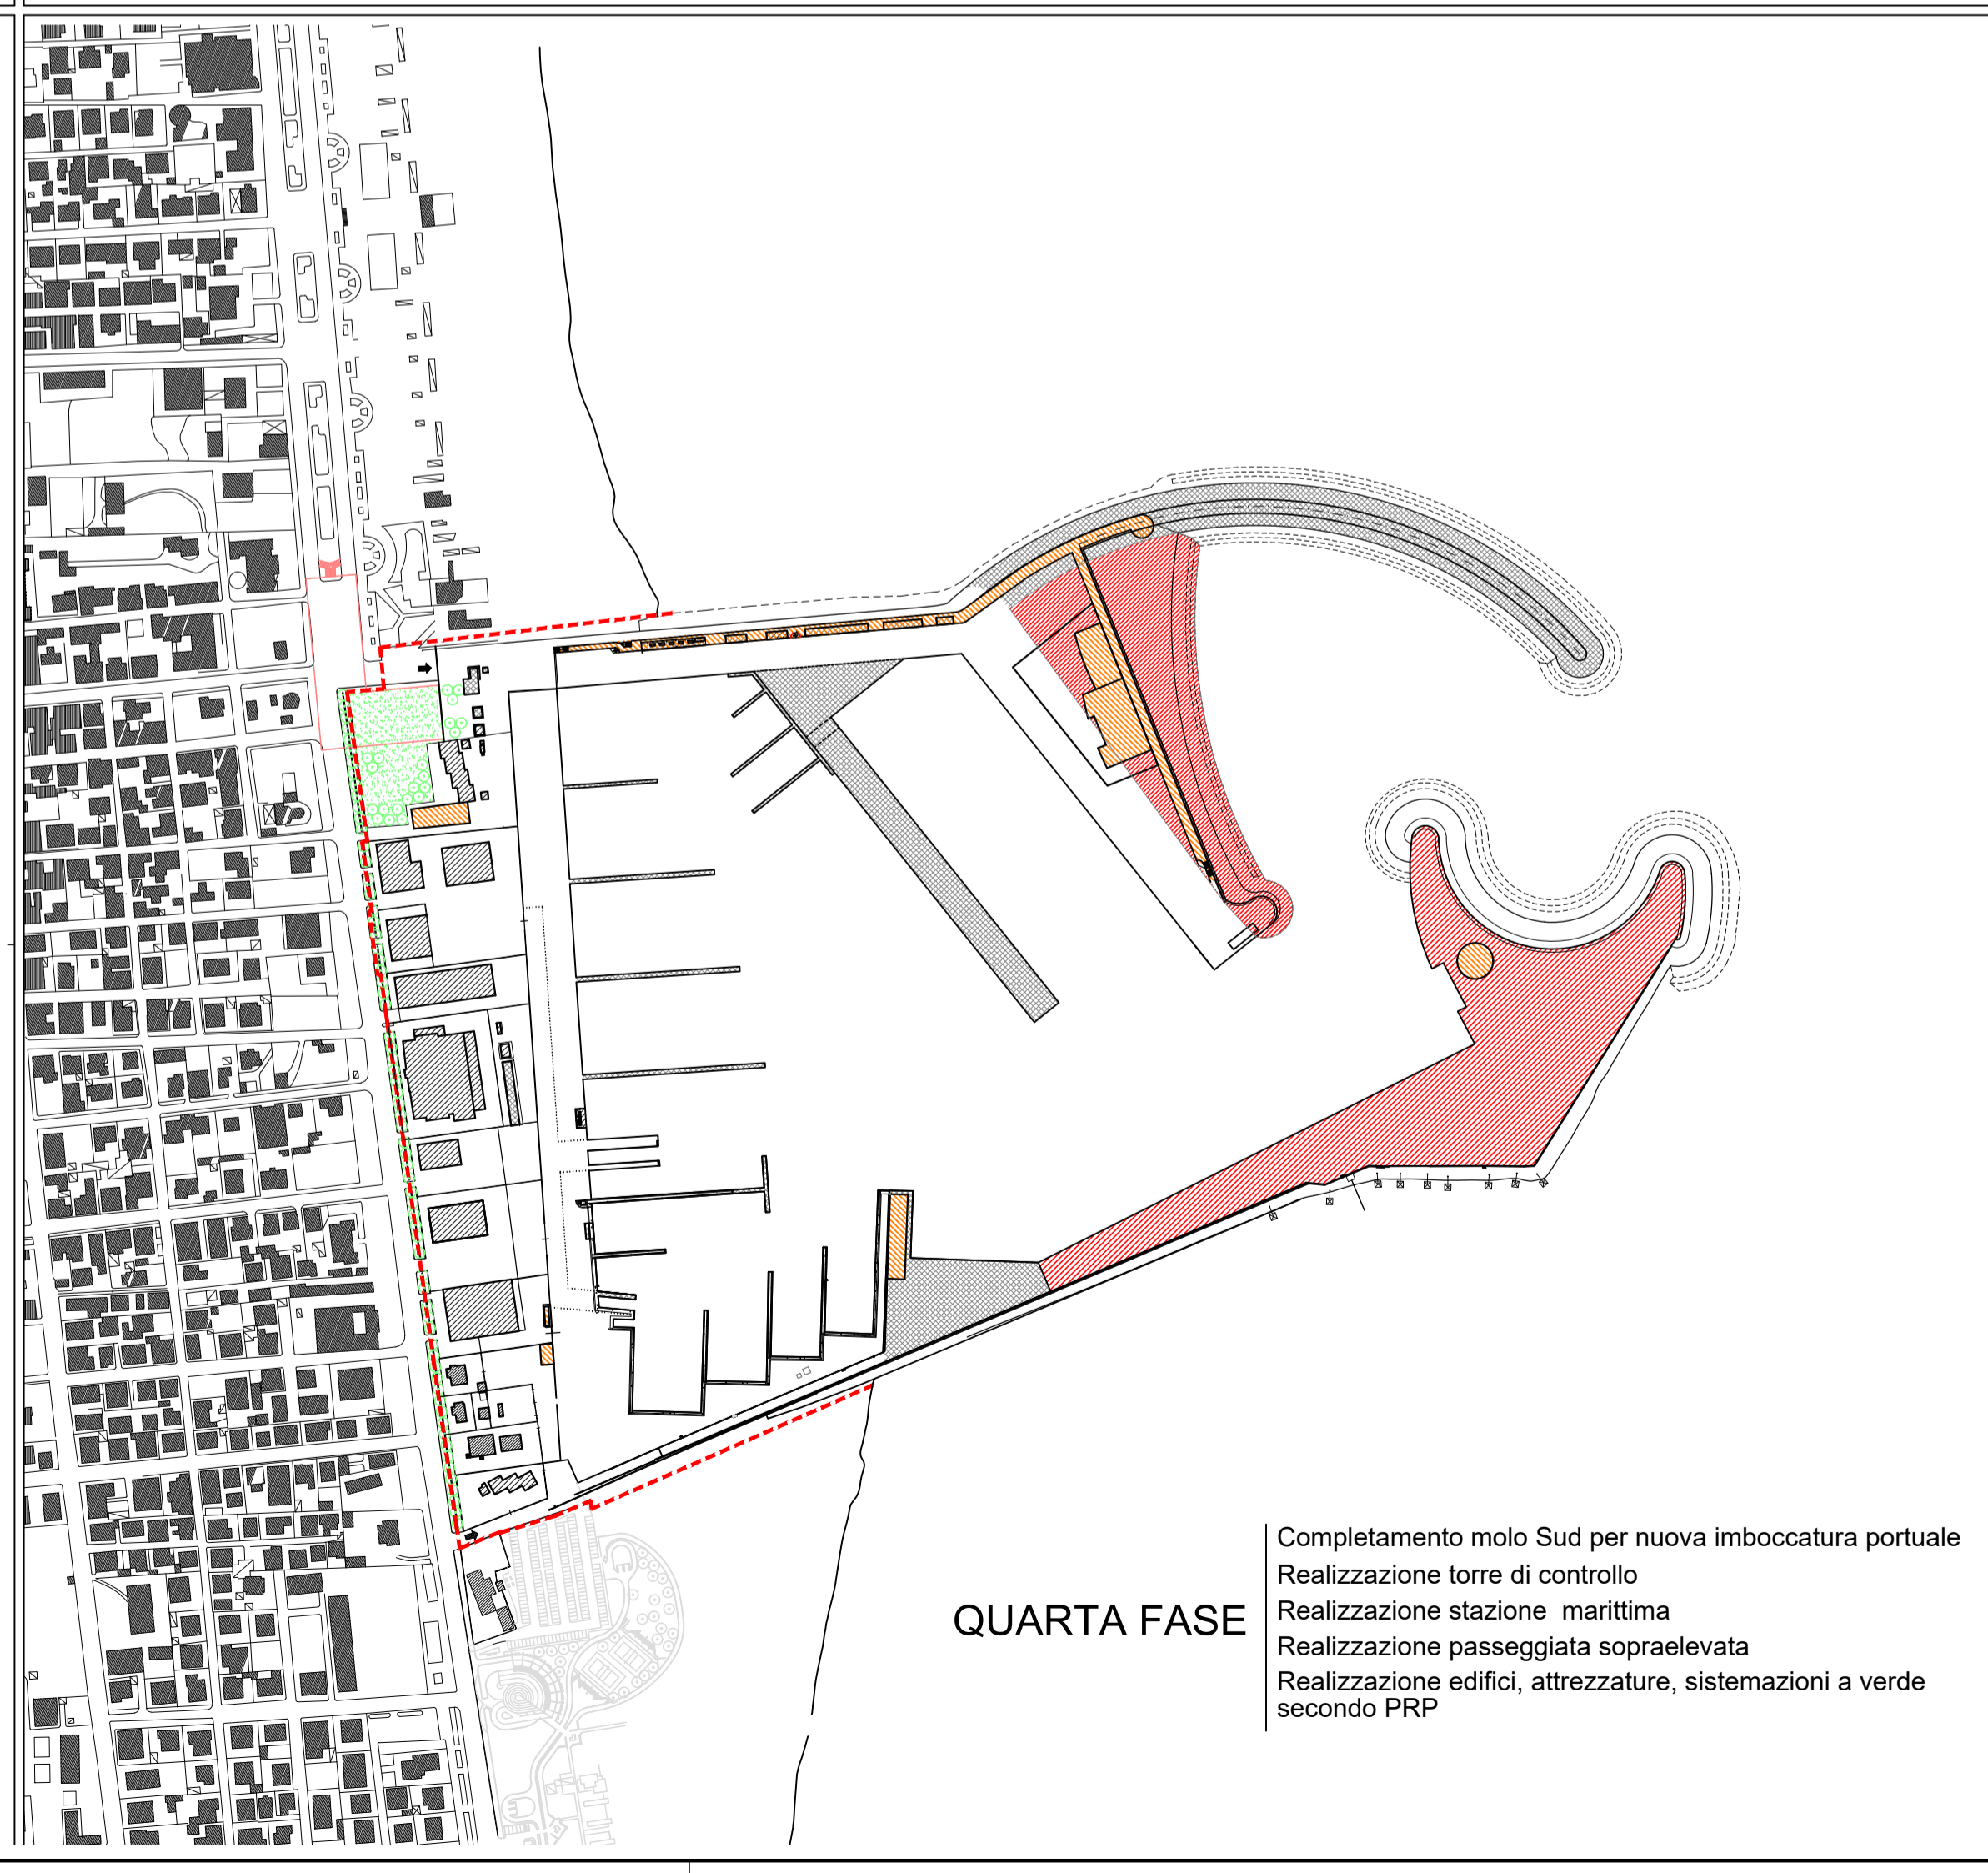 QUARTA FASE
Completamento molo Sud per nuova imboccatura portuale
Realizzazione torre di controllo
Realizzazione stazione marittima
Realizzazione passeggiata sopraelevata
Realizzazione edifici, attrezzature, sistemazioni a verde
secondo PRP